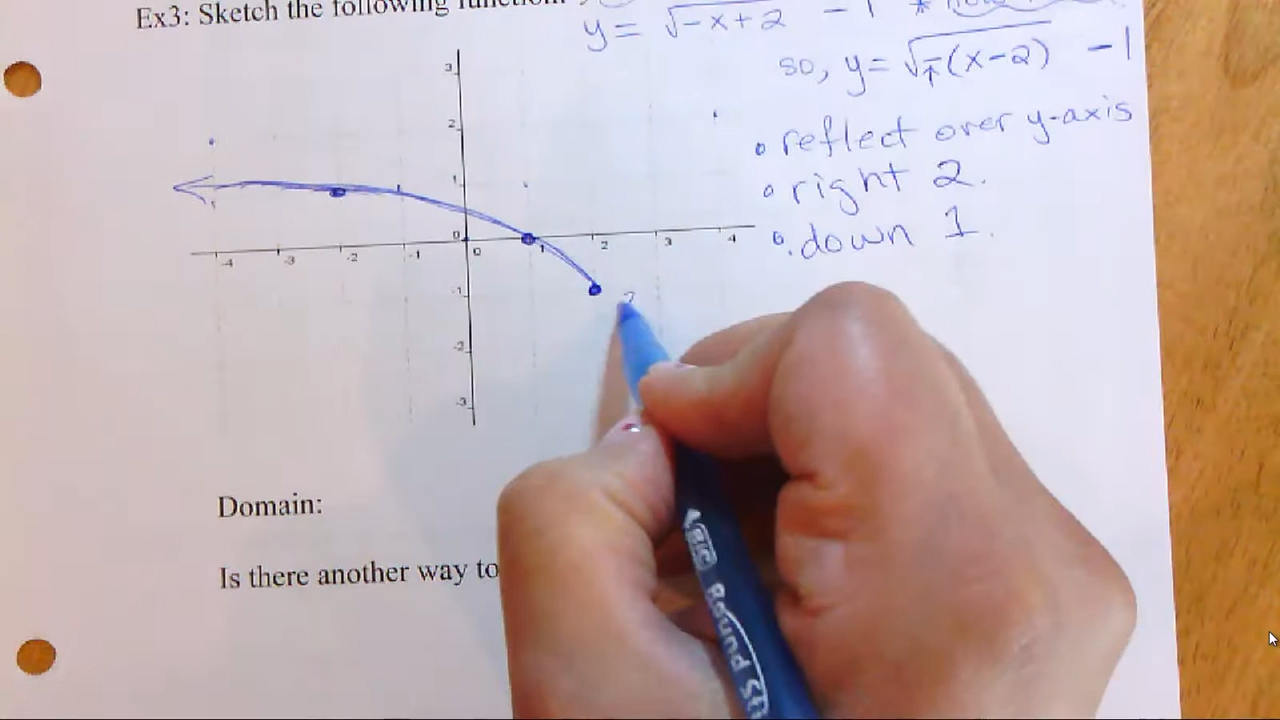 Ex3: Sketch the following function:
y = √-x+2 - 1 *
so, y = √-(x-2) - 1
• reflect over y-axis
• right 2.
• down 1.
3
2
1
0
-4 -3 -2 -1 0 1 2 3 4
-1
-2
-3
Domain:
Is there another way to
BIC Round Sti